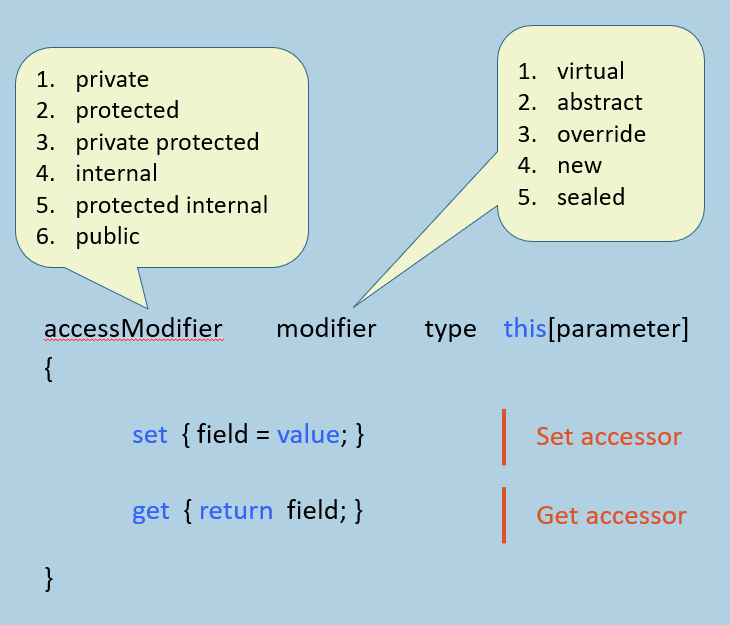 1. private
2. protected
3. private protected
4. internal
5. protected internal
6. public
1. virtual
2. abstract
3. override
4. new
5. sealed
accessModifier modifier type this[parameter]
{
set { field = value; }
Set accessor
get { return field; }
Get accessor
}